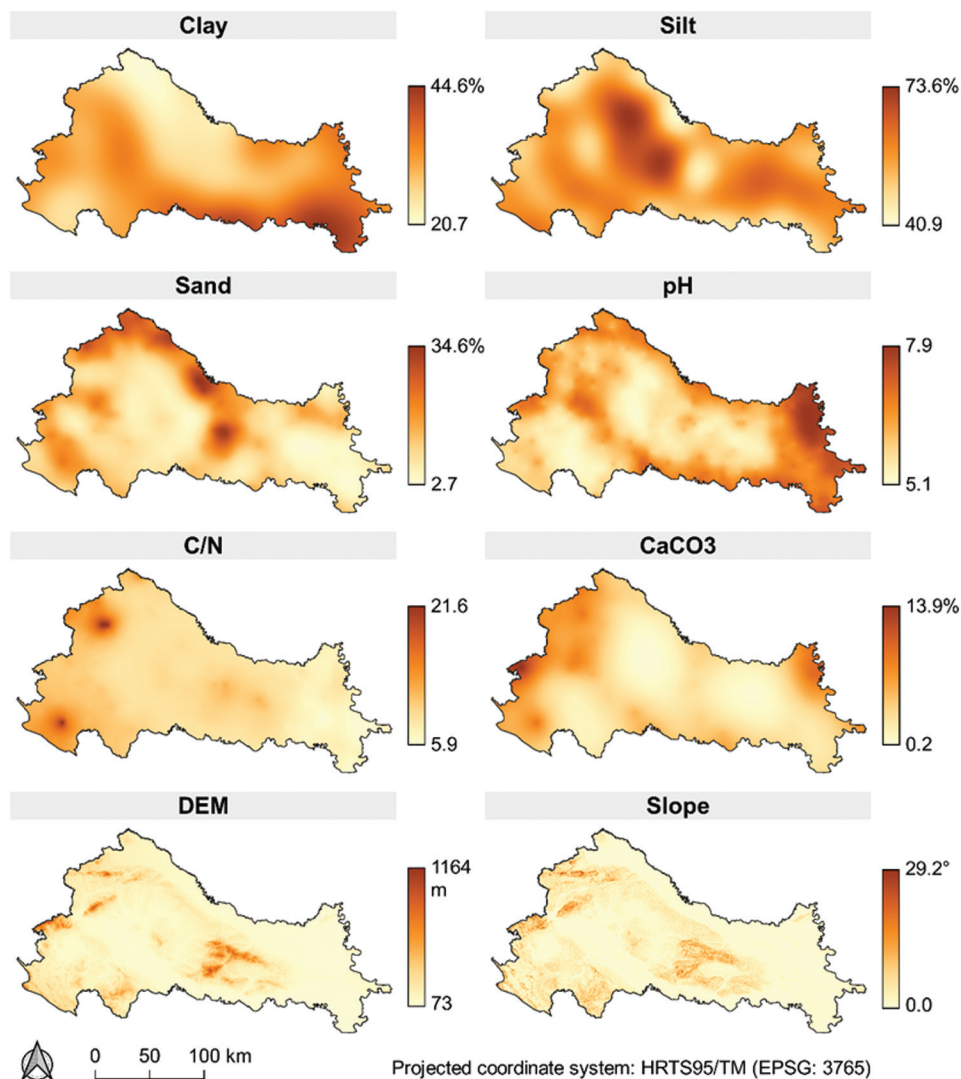 Clay
Silt
44.6%
20.7
73.6%
40.9
Sand
pH
34.6%
2.7
7.9
5.1
C/N
CaCO3
21.6
5.9
13.9%
0.2
DEM
Slope
1164
m
73
29.2°
0.0
0 50 100 km
Projected coordinate system: HRTS95/TM (EPSG: 3765)